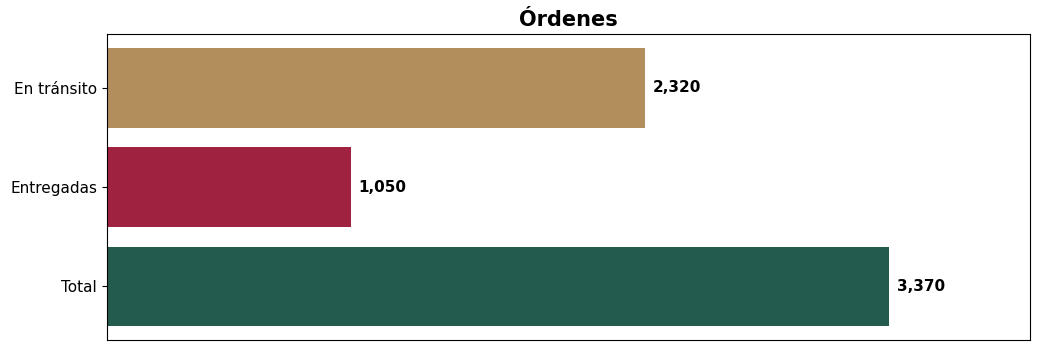 Órdenes
En tránsito
2,320
Entregadas
1,050
Total
3,370